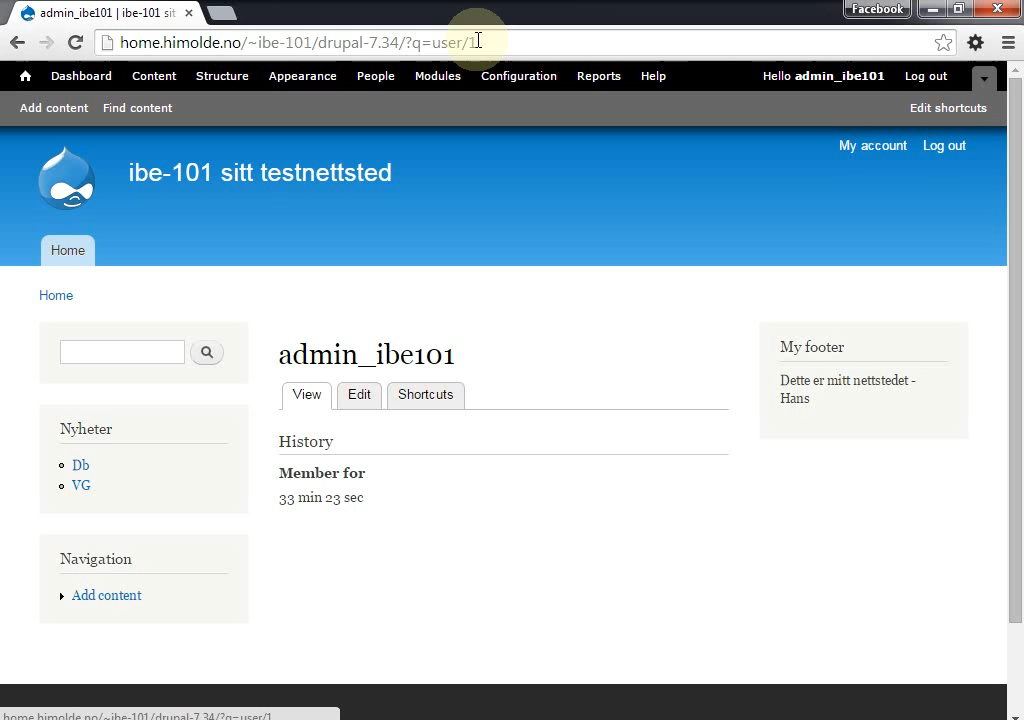 admin_ibe101 | ibe-101 sit
Facebook
home.himolde.no/~ibe-101/drupal-7.34/?q=user/1
Dashboard Content Structure Appearance People Modules Configuration Reports Help Hello admin_ibe101 Log out
Add content Find content Edit shortcuts
My account Log out
ibe-101 sitt testnettsted
Home
Home
admin_ibe101
View Edit Shortcuts
History
Member for
33 min 23 sec
Nyheter
Db
VG
Navigation
Add content
My footer
Dette er mitt nettstedet -
Hans
home.himolde.no/~ibe-101/drupal-7.34/?q=user/1